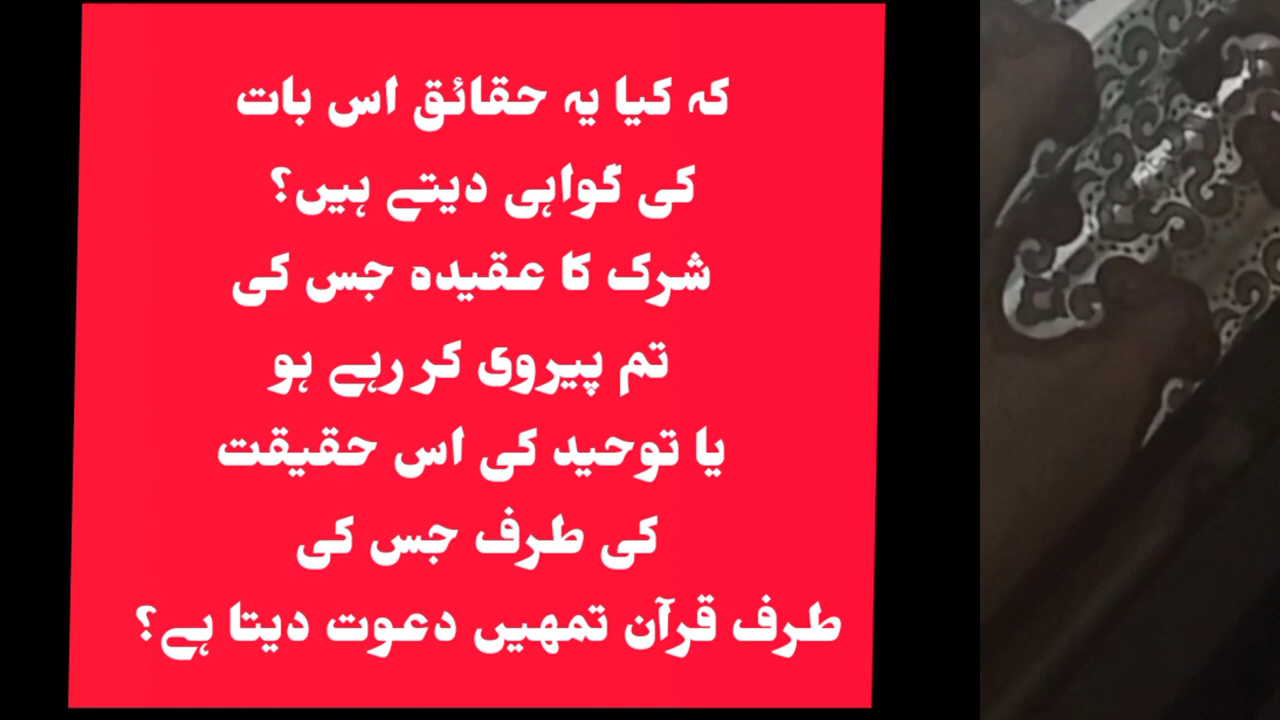 کہ کیا یہ حقائق اس بات
کی گواہی دیتے ہیں؟
شرک کا عقیدہ جس کی
تم پیروی کر رہے ہو
یا توحید کی اس حقیقت
کی طرف جس کی
طرف قرآن تمھیں دعوت دیتا ہے؟